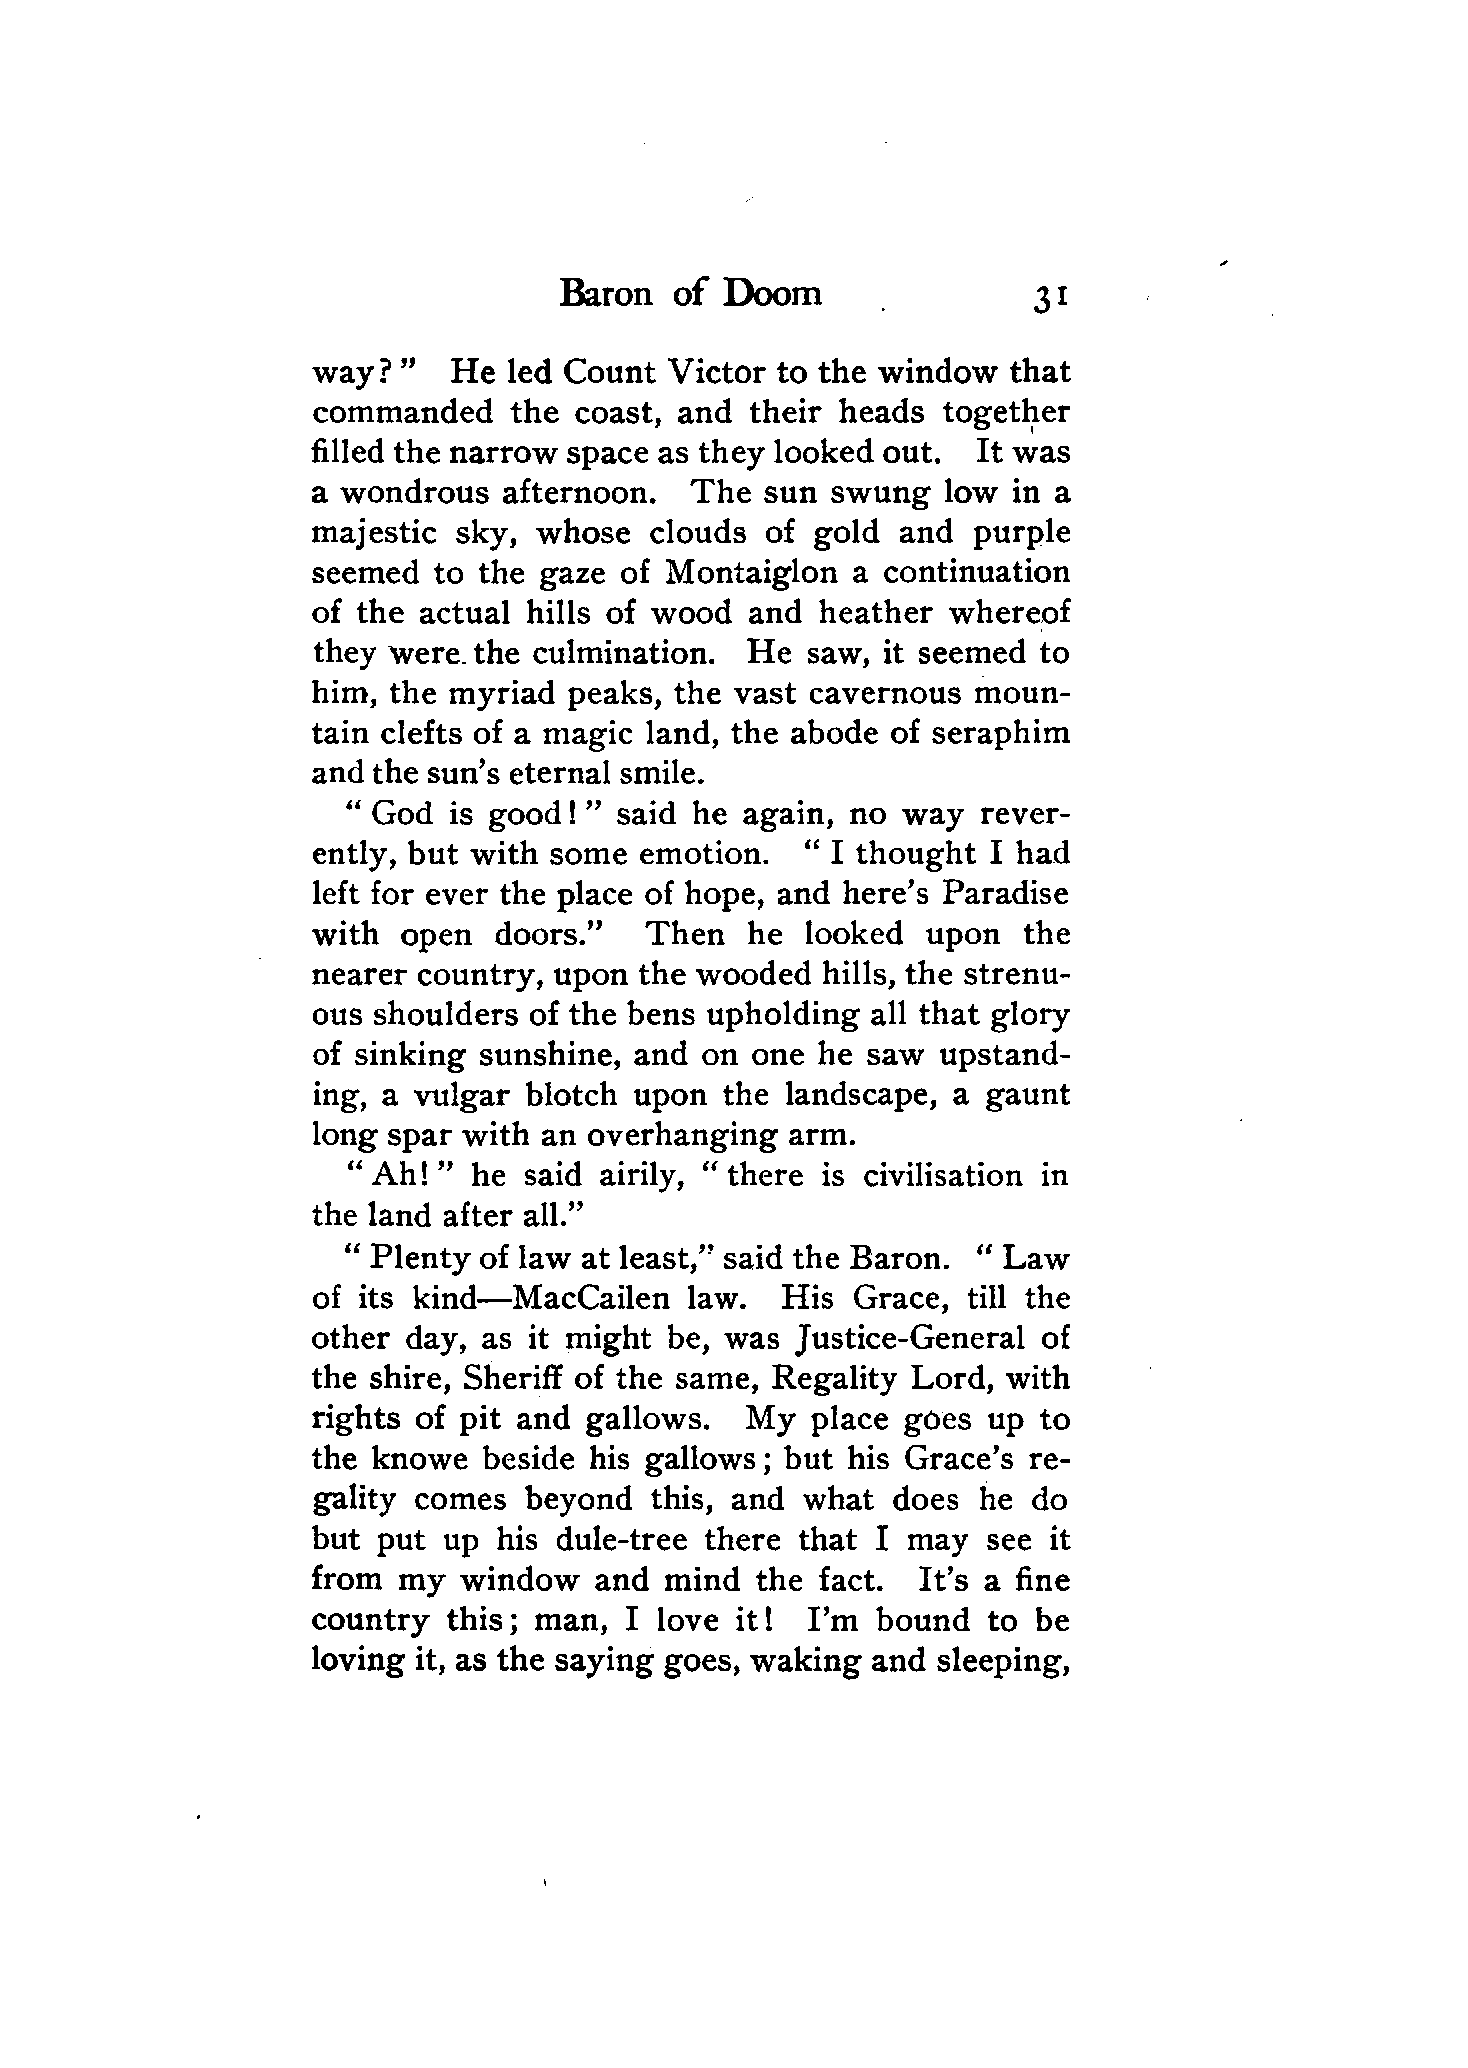 Baron of Doom 31
way? " He led Count Victor to the window that
commanded the coast, and their heads together
filled the narrow space as they looked out. It was
a wondrous afternoon. The sun swung low in a
majestic sky, whose clouds of gold and purple
seemed to the gaze of Montaiglon a continuation
of the actual hills of wood and heather whereof
they were the culmination. He saw, it seemed to
him, the myriad peaks, the vast cavernous moun-
tain clefts of a magic land, the abode of seraphim
and the sun's eternal smile.
" God is good! " said he again, no way rever-
ently, but with some emotion. " I thought I had
left for ever the place of hope, and here's Paradise
with open doors." Then he looked upon the
nearer country, upon the wooded hills, the strenu-
ous shoulders of the bens upholding all that glory
of sinking sunshine, and on one he saw upstand-
ing, a vulgar blotch upon the landscape, a gaunt
long spar with an overhanging arm.
" Ah! " he said airily, " there is civilisation in
the land after all."
" Plenty of law at least," said the Baron. " Law
of its kind—MacCailen law. His Grace, till the
other day, as it might be, was Justice-General of
the shire, Sheriff of the same, Regality Lord, with
rights of pit and gallows. My place goes up to
the knowe beside his gallows; but his Grace's re-
gality comes beyond this, and what does he do
but put up his dule-tree there that I may see it
from my window and mind the fact. It's a fine
country this; man, I love it! I'm bound to be
loving it, as the saying goes, waking and sleeping,